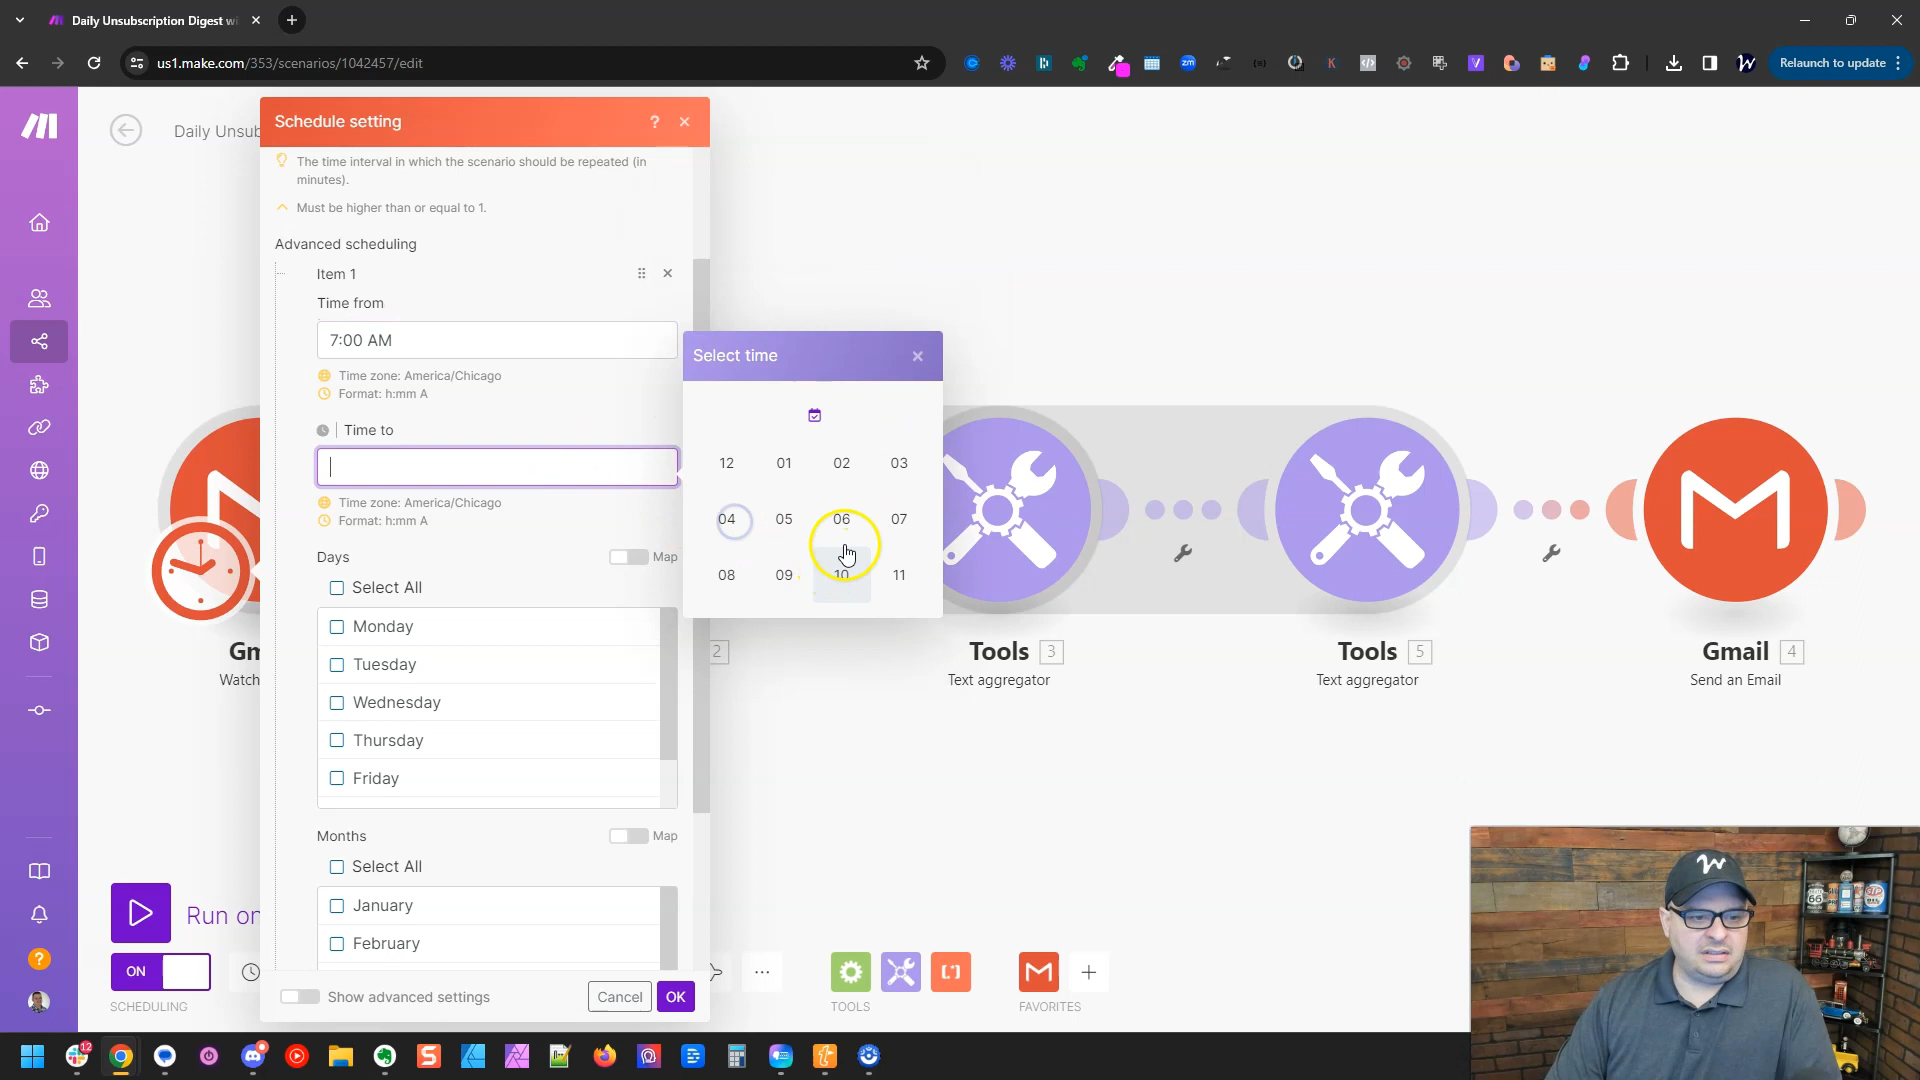 Daily Unsubscription Digest wi
us1.make.com/353/scenarios/1042457/edit
Relaunch to update
Daily Unsub
Schedule setting
?
The time interval in which the scenario should be repeated (in
minutes).
Must be higher than or equal to 1.
Advanced scheduling
Item 1
Time from
7:00 AM
Time zone: America/Chicago
Format: h:mm A
Time to
Time zone: America/Chicago
Format: h:mm A
Days
Map
Select All
Monday
Tuesday
Wednesday
Thursday
Friday
Months
Map
Select All
January
February
Show advanced settings
Cancel
OK
Select time
12 01 02 03
04 05 06 07
08 09 10 11
Gm
Watch
2
Tools 3
Text aggregator
Tools 5
Text aggregator
Gmail 4
Send an Email
Run on
ON
SCHEDULING
TOOLS
FAVORITES
12